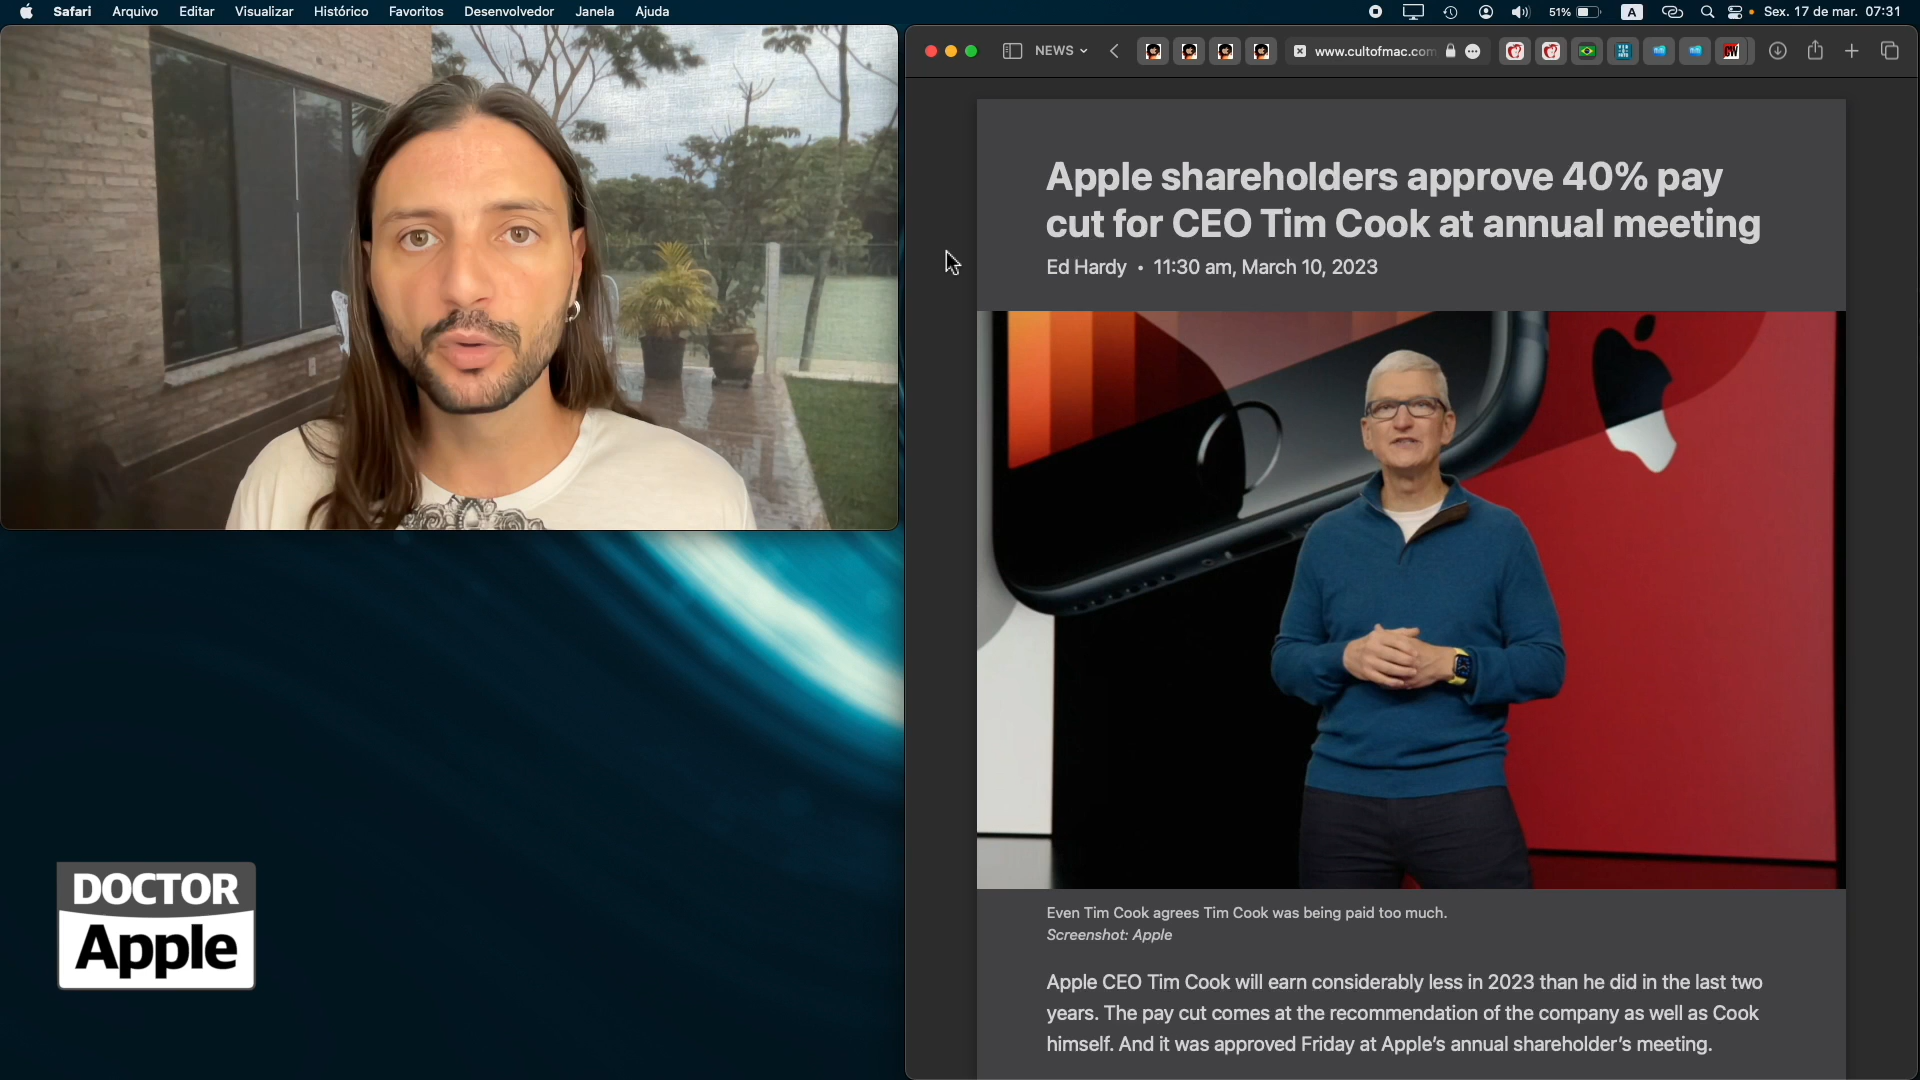 Safari Arquivo Editar Visualizar Histórico Favoritos Desenvolvedor Janela Ajuda 51% A Sex. 17 de mar. 07:31
NEWS www.cultofmac.com
Apple shareholders approve 40% pay
cut for CEO Tim Cook at annual meeting
Ed Hardy • 11:30 am, March 10, 2023
Even Tim Cook agrees Tim Cook was being paid too much.
Screenshot: Apple
Apple CEO Tim Cook will earn considerably less in 2023 than he did in the last two
years. The pay cut comes at the recommendation of the company as well as Cook
himself. And it was approved Friday at Apple's annual shareholder's meeting.
DOCTOR
Apple